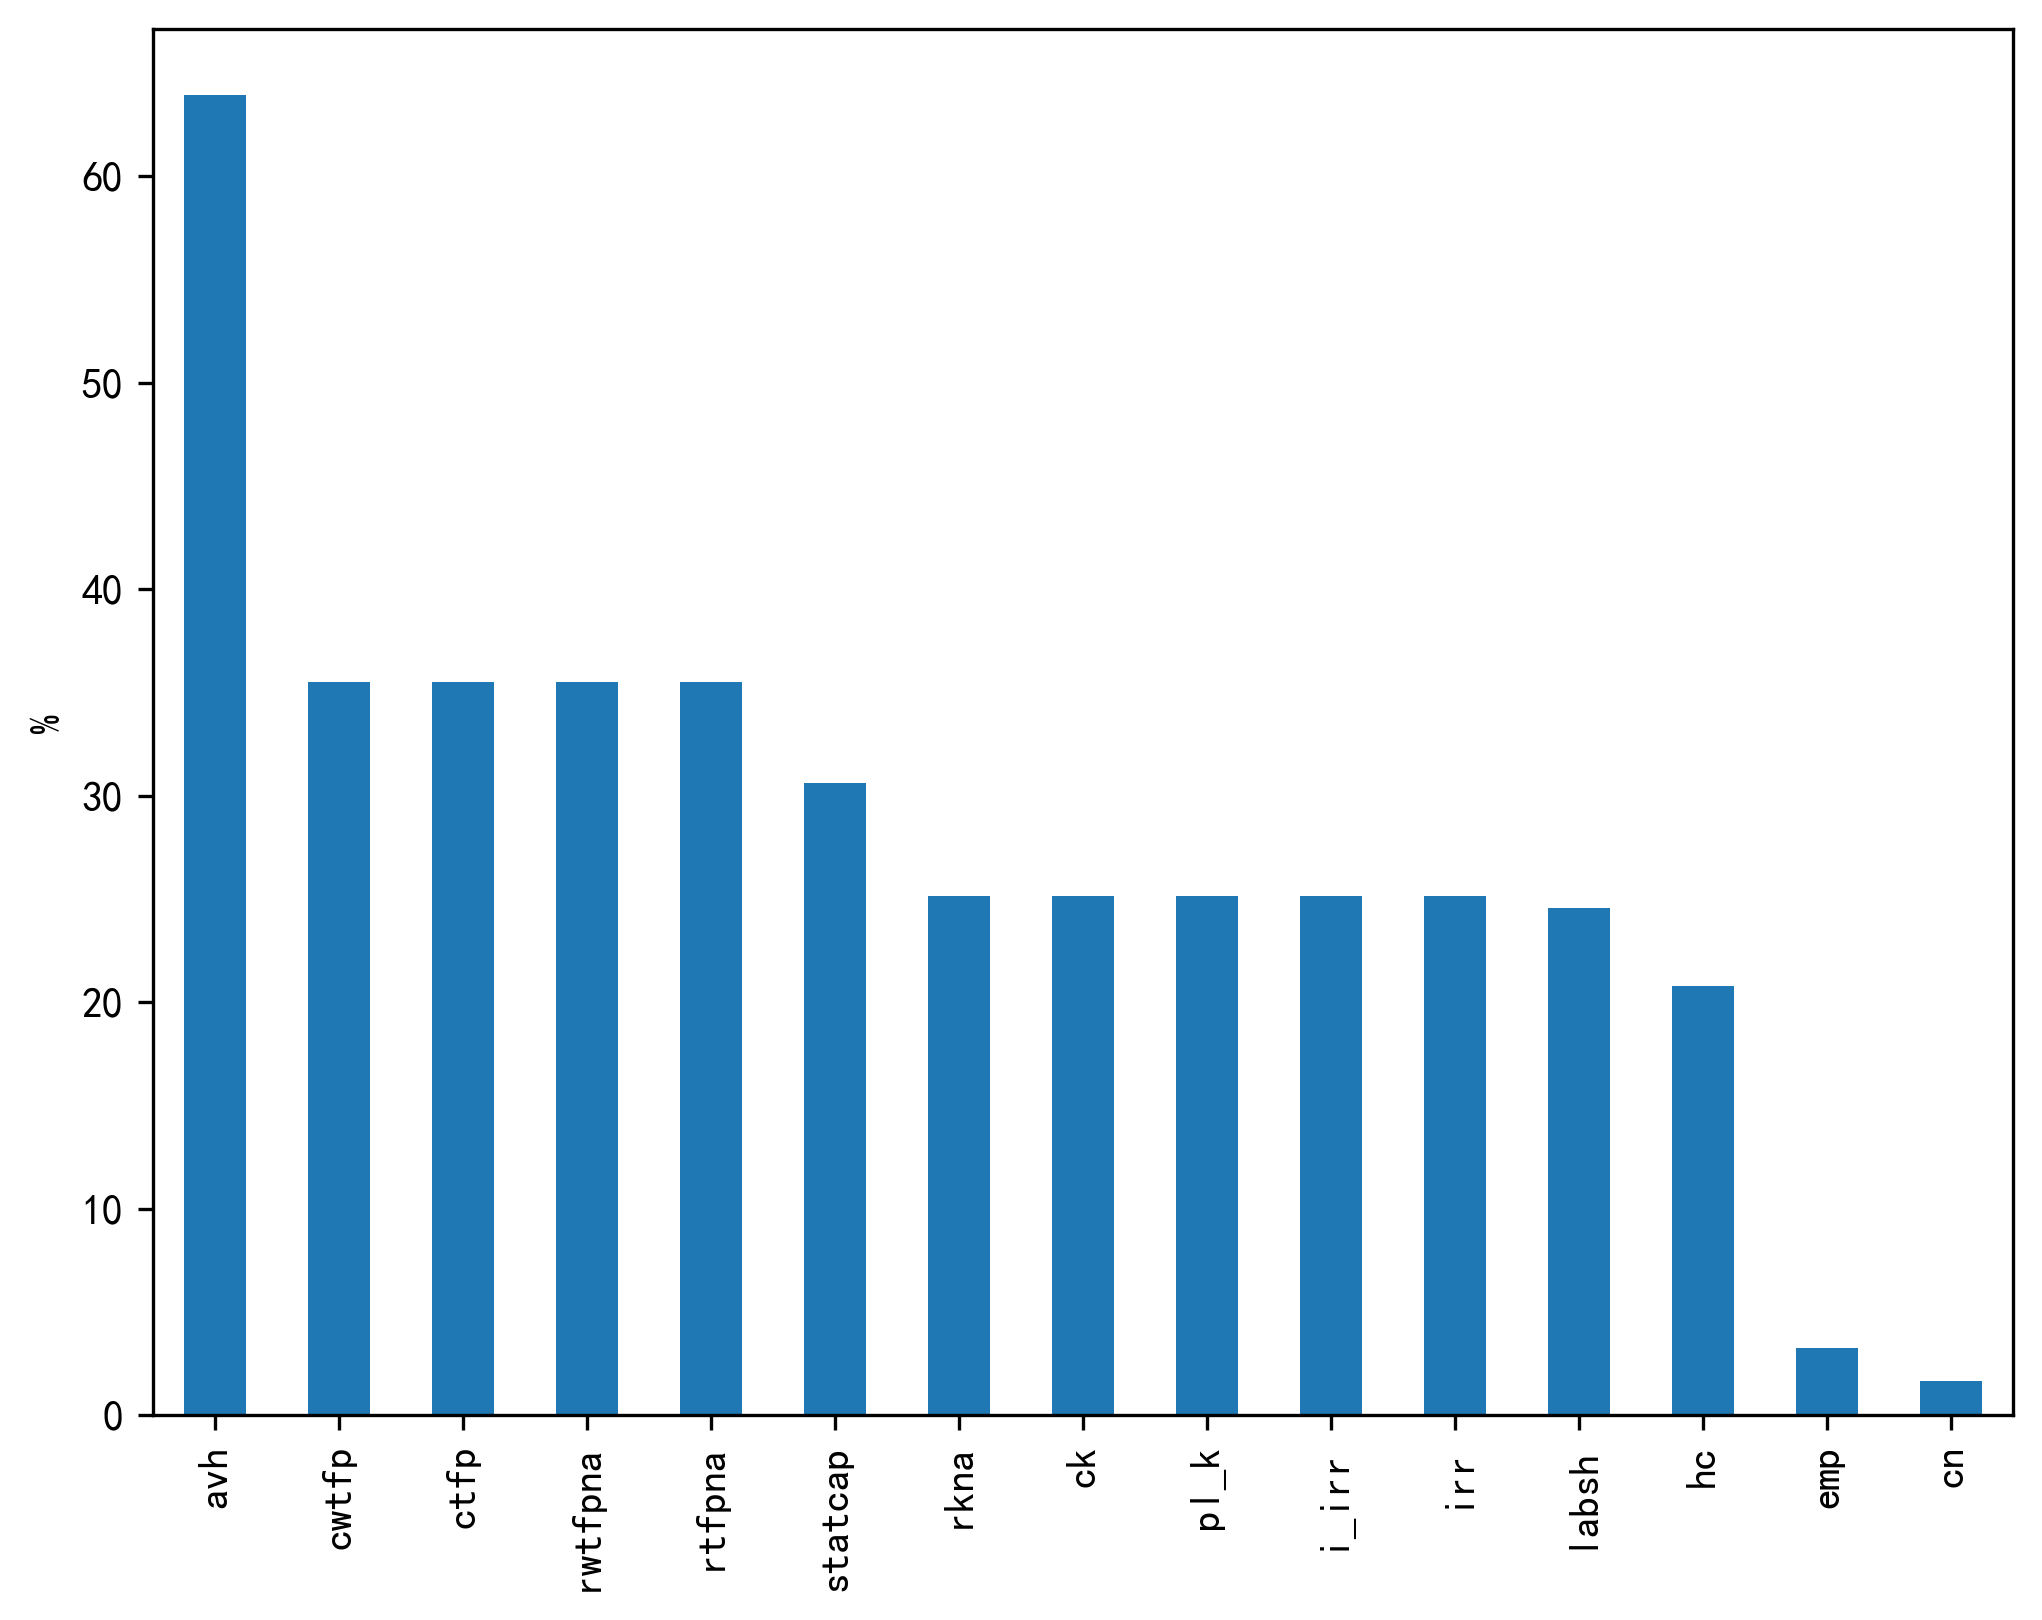 60
50
40
30
20
10
0
%
avh
cwtfp
ctfp
rwtfpna
rtfpna
statcap
rkna
ck
pl_k
i_irr
irr
labsh
hc
emp
cn